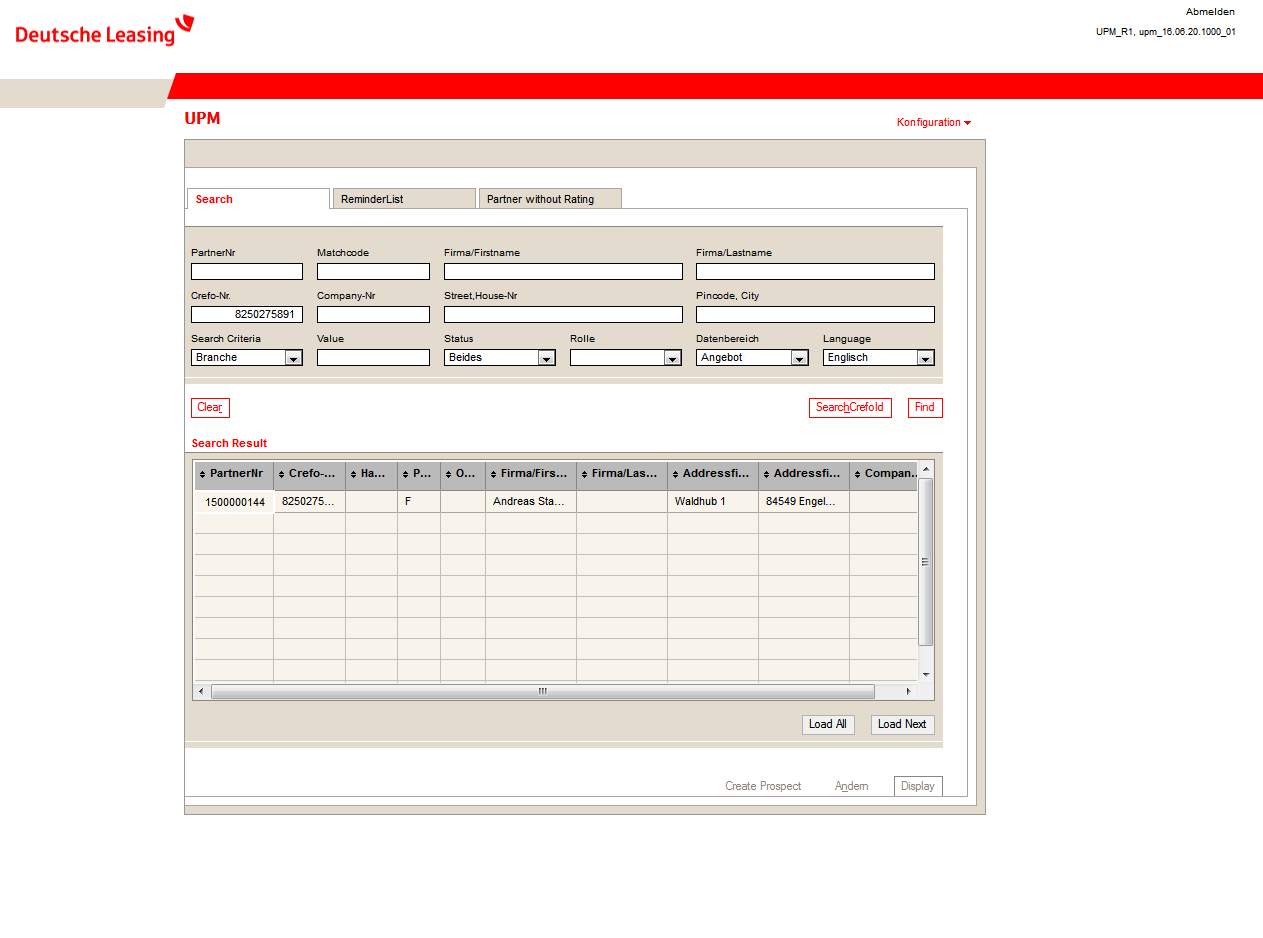 Abmelden
Deutsche Leasing
UPM_R1, upm_16.06.20.1000_01
UPM
Konfiguration
Search ReminderList Partner without Rating
PartnerNr Matchcode Firma/Firstname Firma/Lastname
Crefo-Nr. Company-Nr Street,House-Nr Pincode, City
8250275891
Search Criteria Value Status Rolle Datenbereich Language
Branche Beides Angebot Englisch
Clear SearchCrefoId Find
Search Result
PartnerNr Crefo-... Ha... P... O... Firma/Firs... Firma/Las... Addressfi... Addressfi... Compan..
1500000144 8250275... F Andreas Sta... Waldhub 1 84549 Engel...
Load All Load Next
Create Prospect Ändern Display